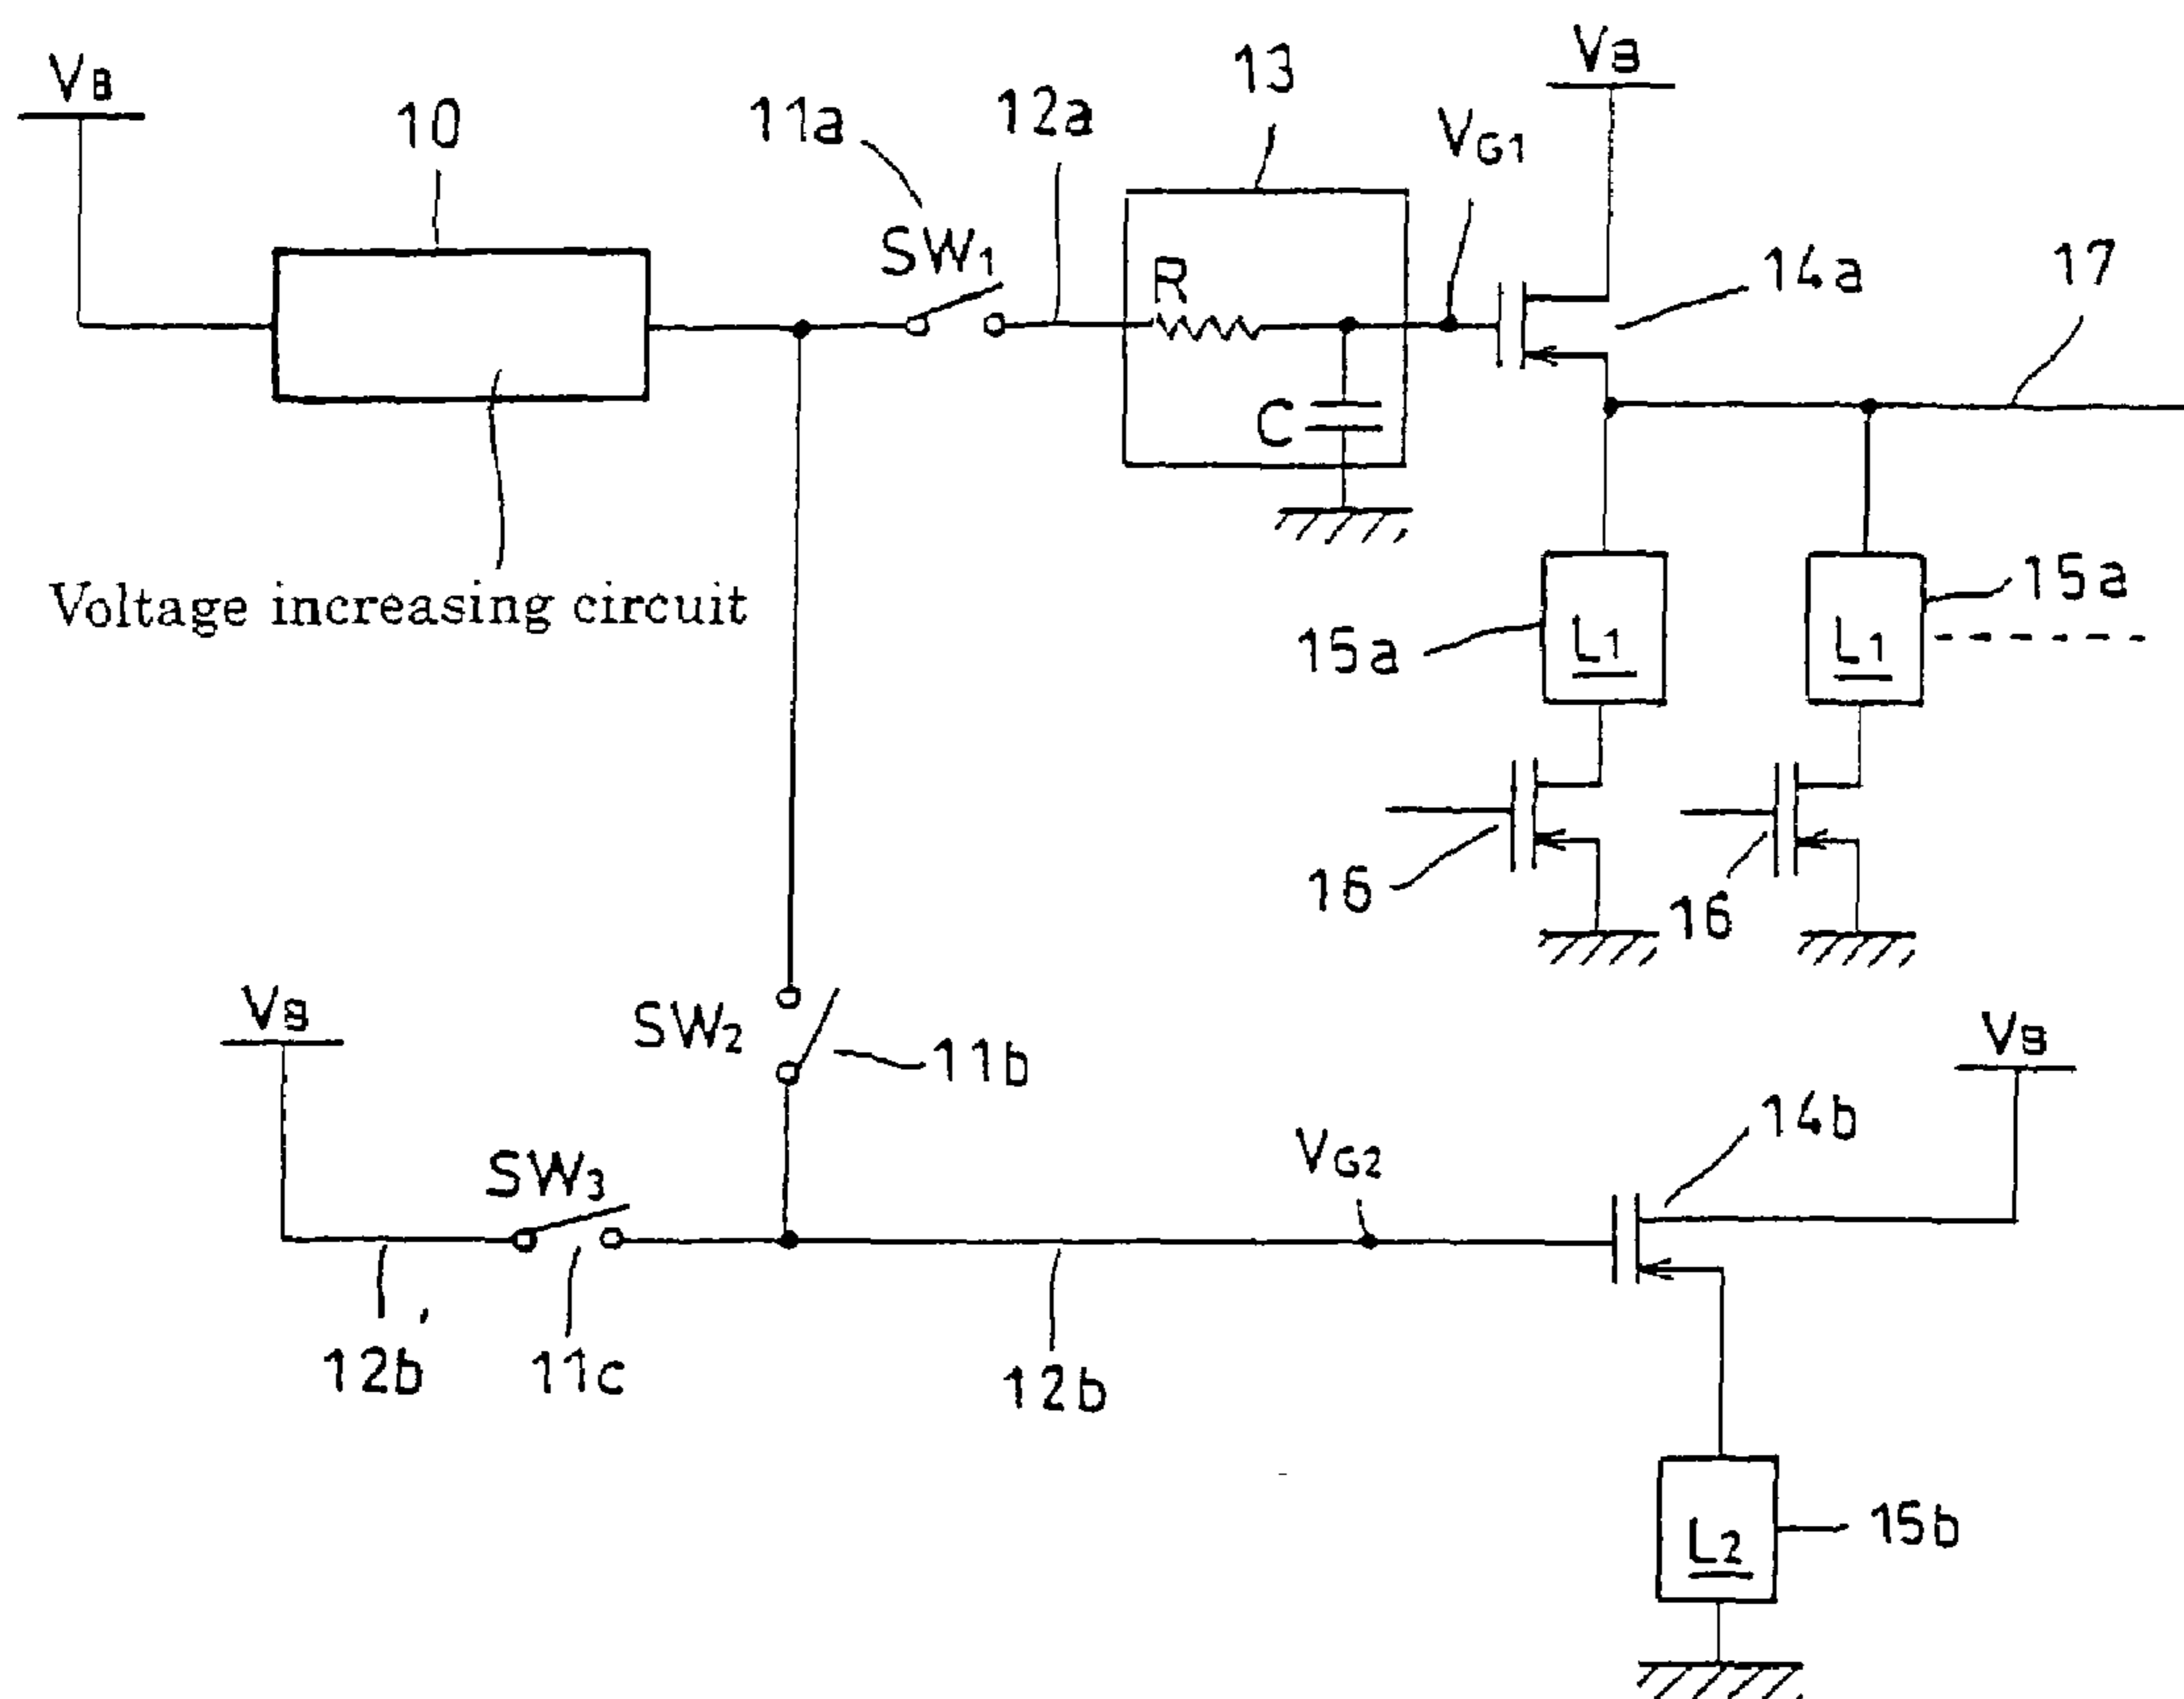 VB
10
11a
12a
13
VG1
VB
14a
17
SW1
R
C
Voltage increasing circuit
15a
L1
L1
15a
16
16
VB
SW2
11b
VB
14b
SW3
VG2
12b'
11c
12b
L2
15b